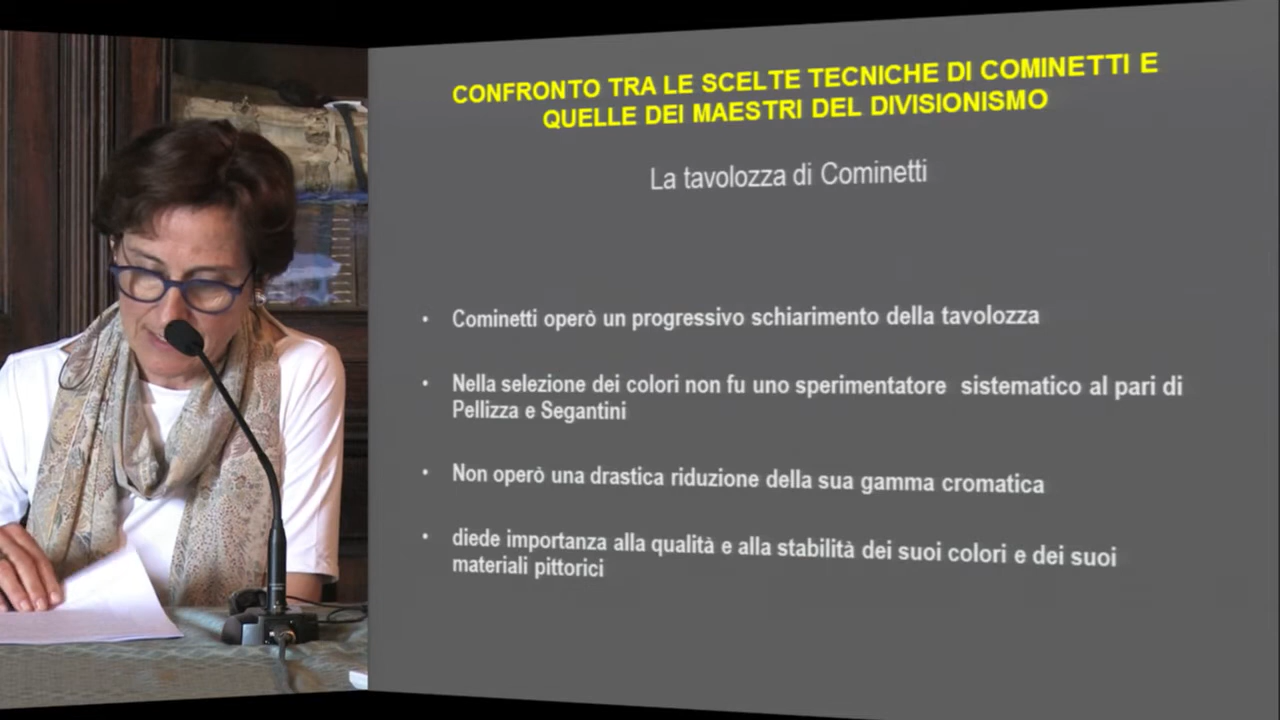 CONFRONTO TRA LE SCELTE TECNICHE DI COMINETTI E
QUELLE DEI MAESTRI DEL DIVISIONISMO
La tavolozza di Cominetti
• Cominetti operò un progressivo schiarimento della tavolozza
• Nella selezione dei colori non fu uno sperimentatore sistematico al pari di
Pellizza e Segantini
• Non operò una drastica riduzione della sua gamma cromatica
• diede importanza alla qualità e alla stabilità dei suoi colori e dei suoi
materiali pittorici